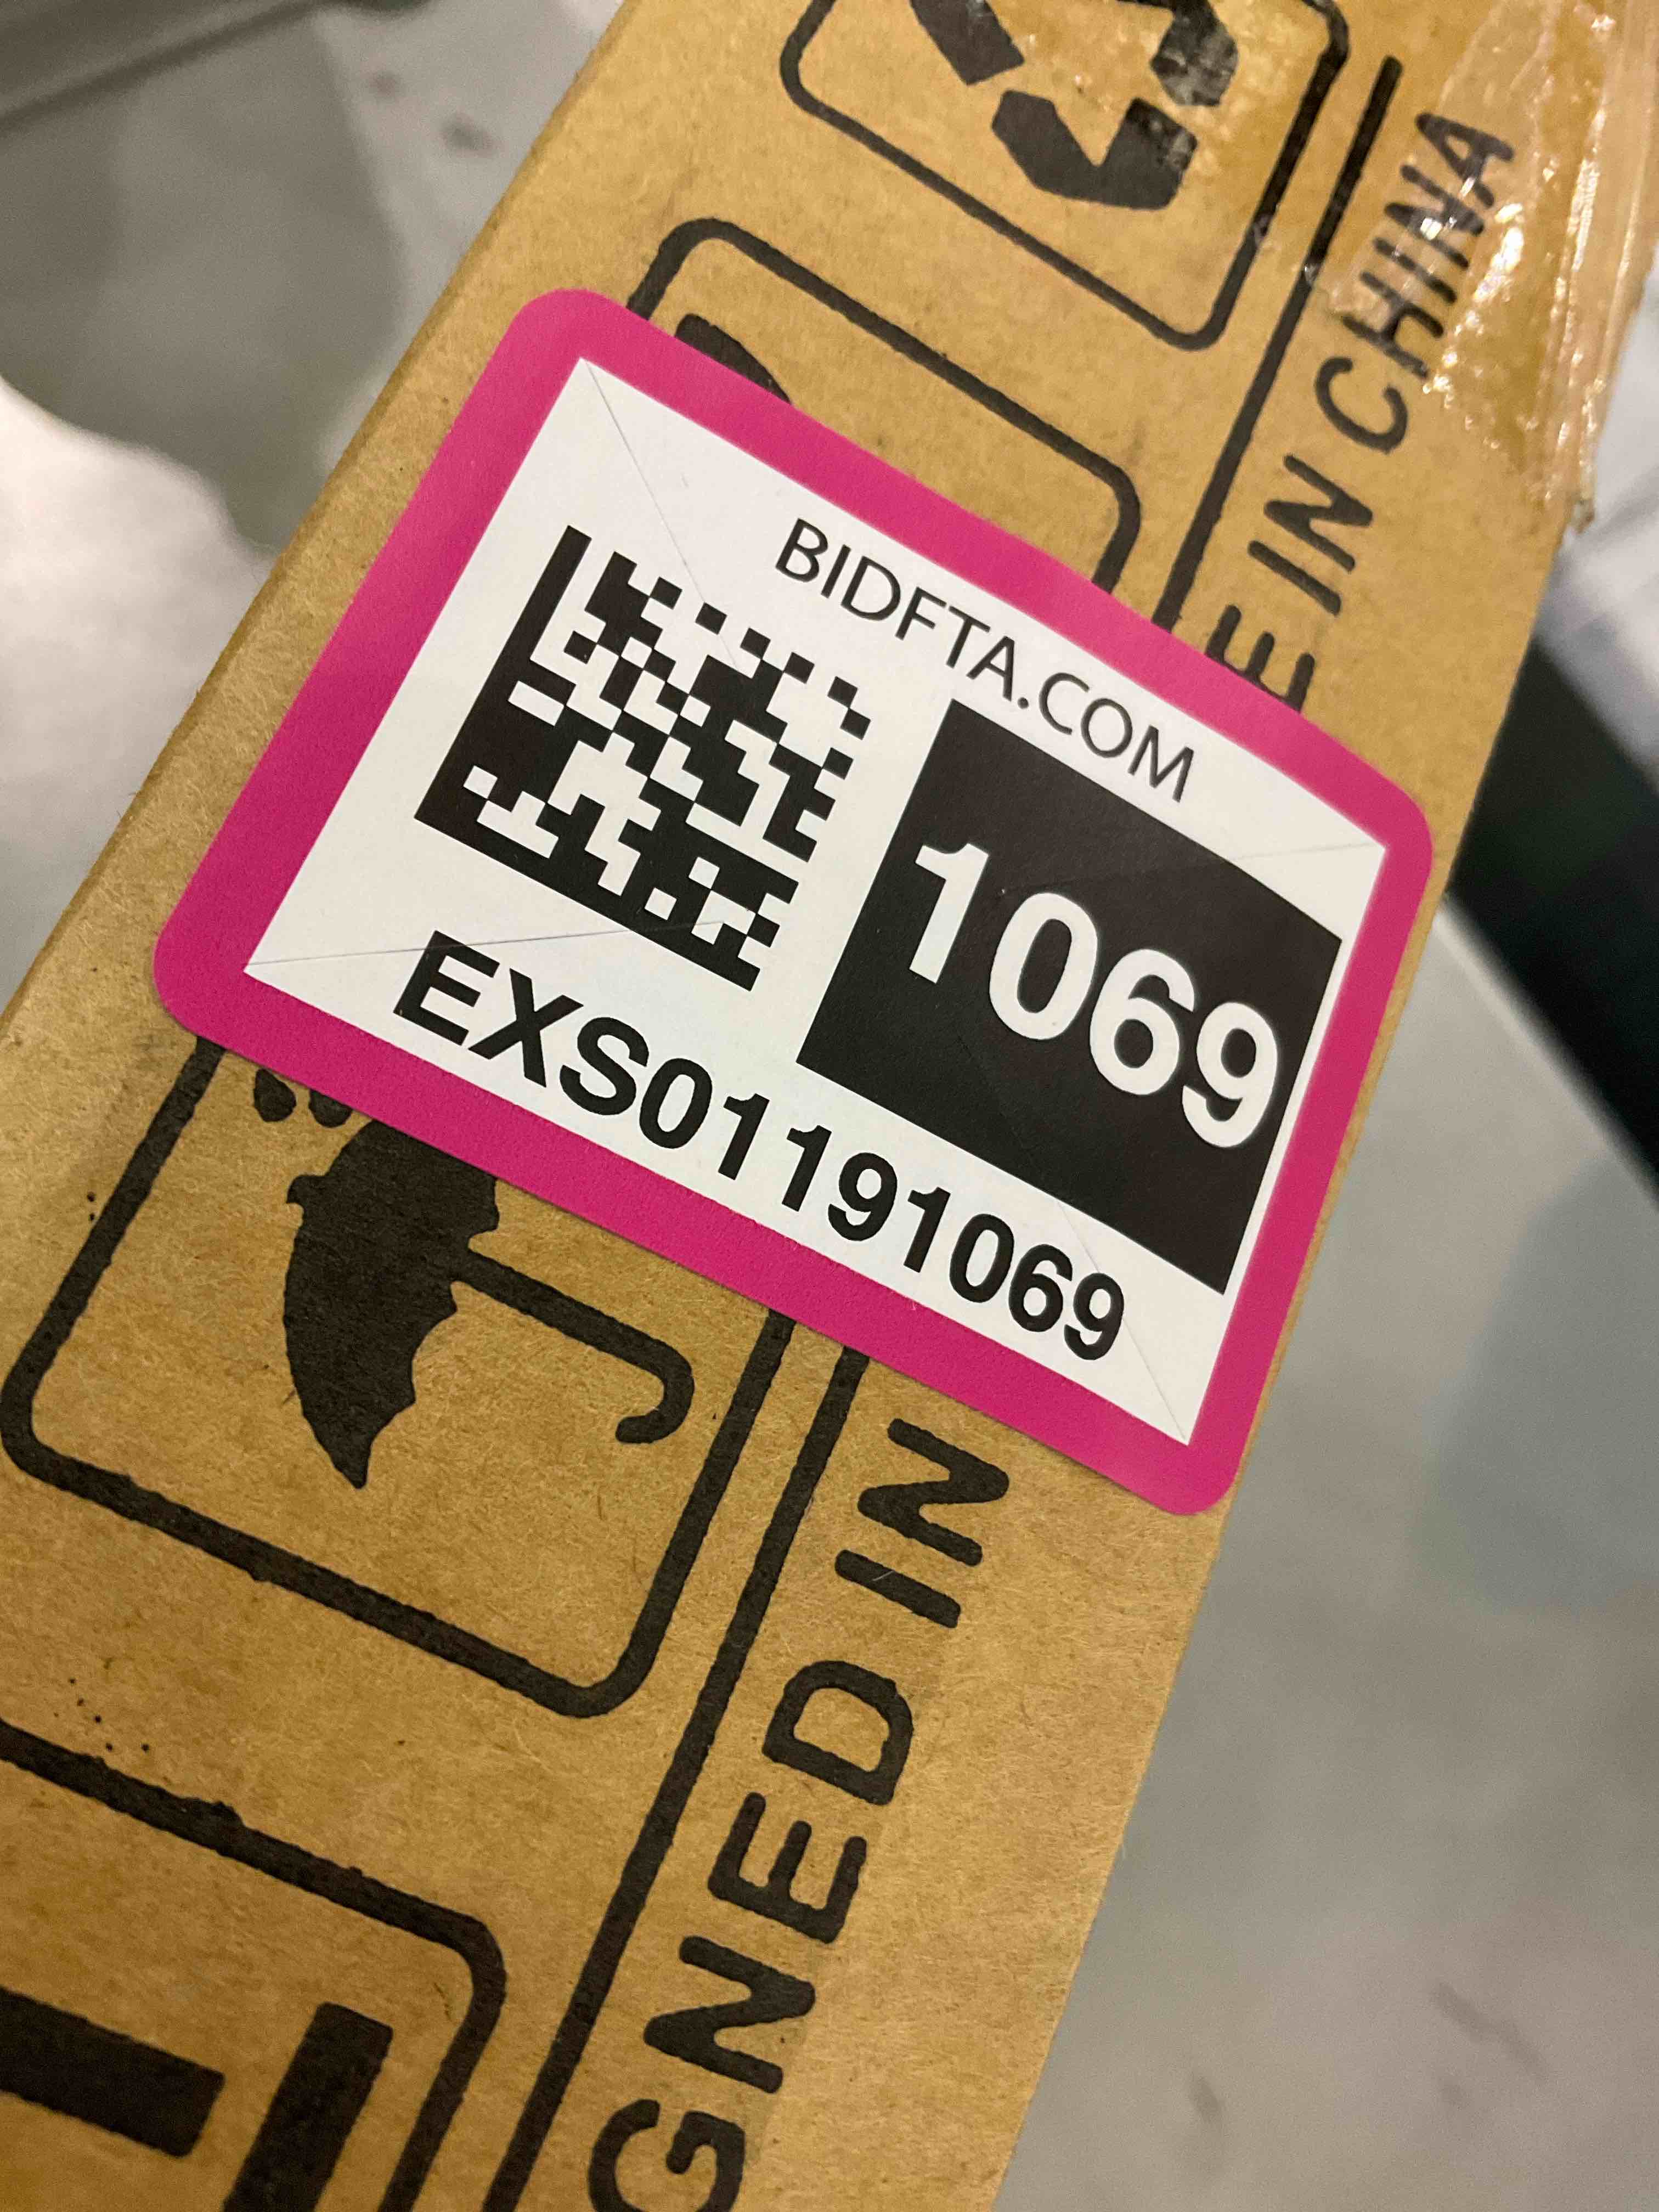 BIDFTA.COM
1069
EXS01191069
GNED IN
E IN CHINA